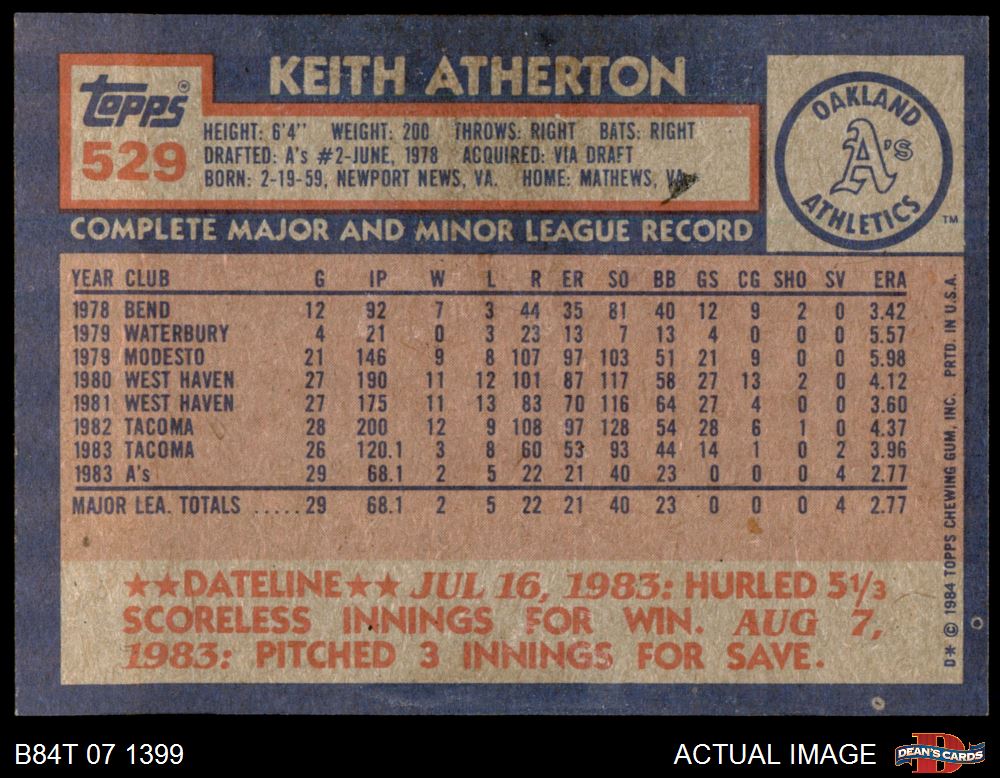 KEITH ATHERTON
topps®
529
HEIGHT: 6'4" WEIGHT: 200 THROWS: RIGHT BATS: RIGHT
DRAFTED: A's #2-JUNE, 1978 ACQUIRED: VIA DRAFT
BORN: 2-19-59, NEWPORT NEWS, VA. HOME: MATHEWS, VA.
OAKLAND
A's
ATHLETICS
TM
COMPLETE MAJOR AND MINOR LEAGUE RECORD
YEAR CLUB G IP W L R ER SO BB GS CG SHO SV ERA
1978 BEND 12 92 7 3 44 35 81 40 12 9 2 0 3.42
1979 WATERBURY 4 21 0 3 23 13 7 13 4 0 0 0 5.57
1979 MODESTO 21 146 9 8 107 97 103 51 21 9 0 0 5.98
1980 WEST HAVEN 27 190 11 12 101 87 117 58 27 13 2 0 4.12
1981 WEST HAVEN 27 175 11 13 83 70 116 64 27 4 0 0 3.60
1982 TACOMA 28 200 12 9 108 97 128 54 28 6 1 0 4.37
1983 TACOMA 26 120.1 3 8 60 53 93 44 14 1 0 2 3.96
1983 A's 29 68.1 2 5 22 21 40 23 0 0 0 4 2.77
MAJOR LEA. TOTALS .....29 68.1 2 5 22 21 40 23 0 0 0 4 2.77
★★DATELINE★★ JUL 16, 1983: HURLED 5 1/3
SCORELESS INNINGS FOR WIN. AUG 7,
1983: PITCHED 3 INNINGS FOR SAVE.
D* © 1984 TOPPS CHEWING GUM, INC. PRTD. IN U.S.A.
B84T 07 1399
ACTUAL IMAGE
D
DEAN'S CARDS